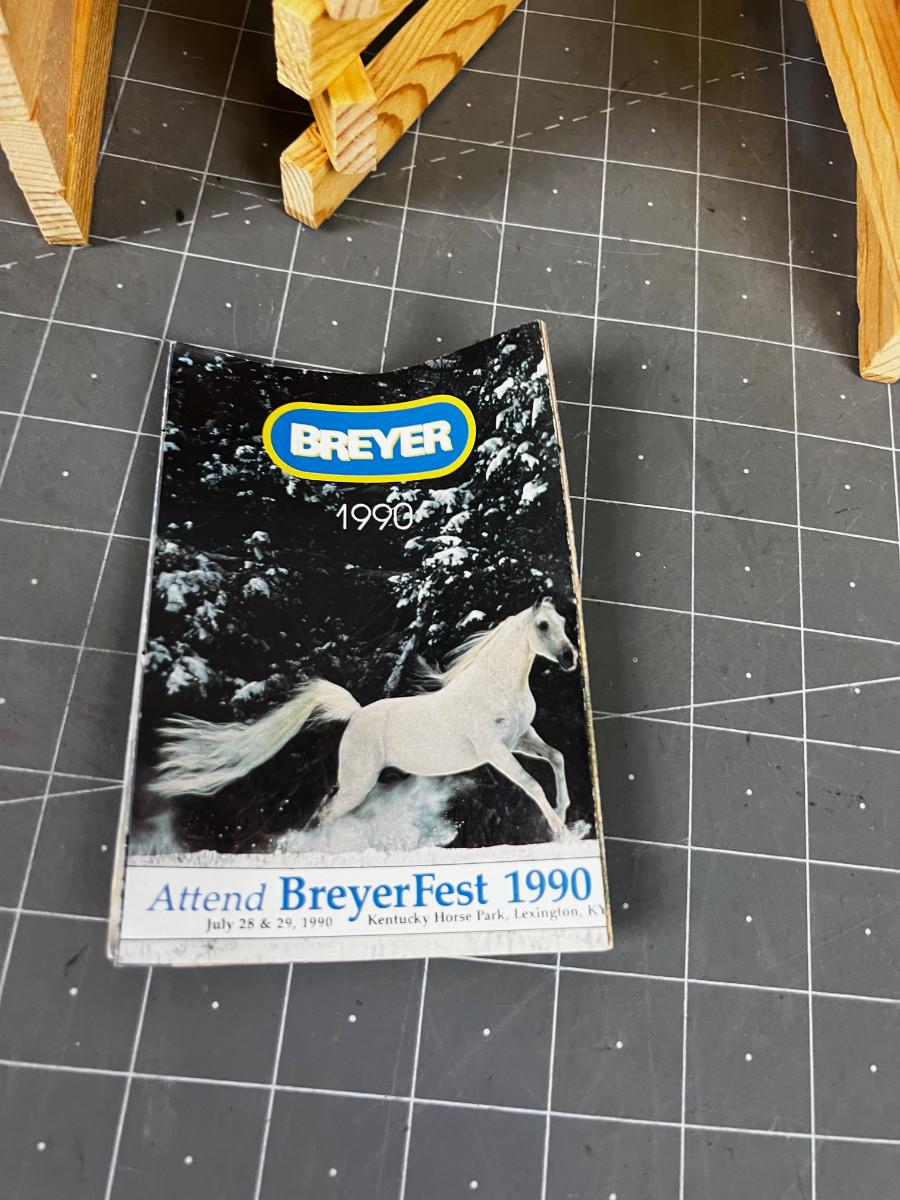 BREYER
1990
Attend BreyerFest 1990
July 28 & 29, 1990 Kentucky Horse Park, Lexington, KY